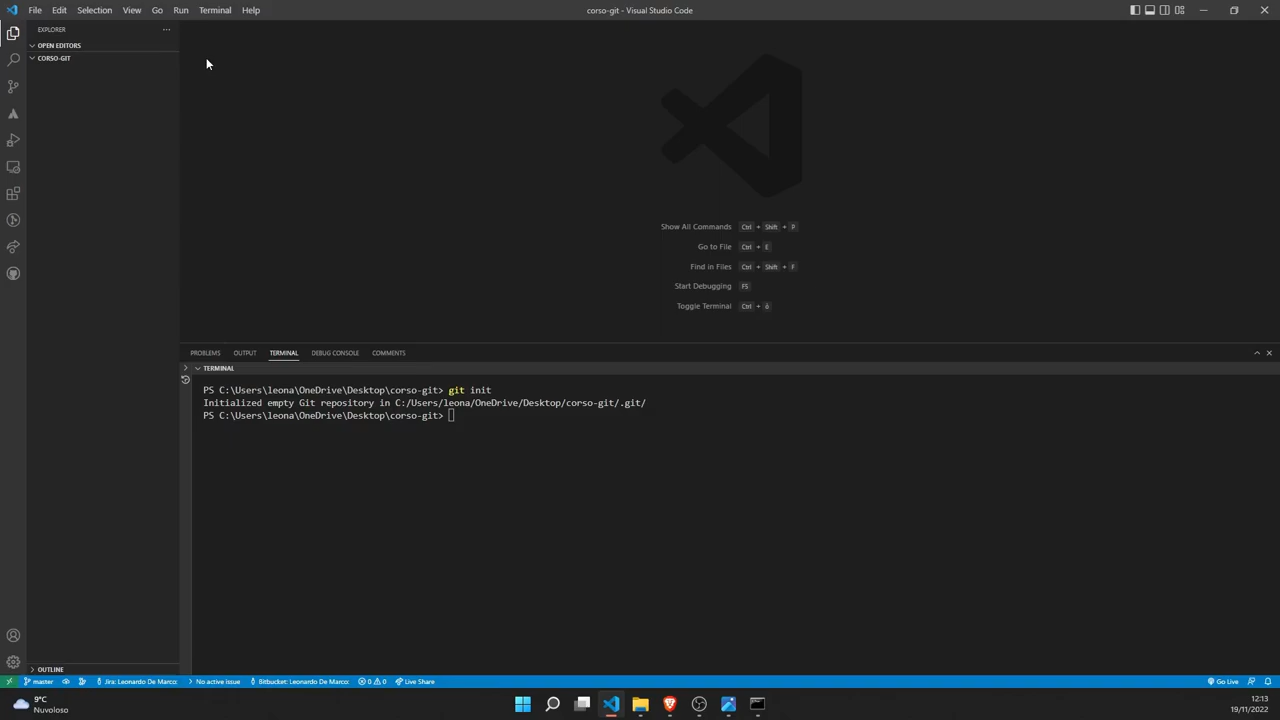 File Edit Selection View Go Run Terminal Help
corso-git - Visual Studio Code
EXPLORER
OPEN EDITORS
CORSO-GIT
Show All Commands Ctrl + Shift + P
Go to File Ctrl + E
Find in Files Ctrl + Shift + F
Start Debugging F5
Toggle Terminal Ctrl + ò
PROBLEMS OUTPUT TERMINAL DEBUG CONSOLE COMMENTS
TERMINAL
PS C:\Users\leona\OneDrive\Desktop\corso-git> git init
Initialized empty Git repository in C:/Users/leona/OneDrive/Desktop/corso-git/.git/
PS C:\Users\leona\OneDrive\Desktop\corso-git>
OUTLINE
master Jira: Leonardo De Marco: No active issue Bitbucket: Leonardo De Marco: 0 0 Live Share Go Live
9°C
Nuvoloso
12:13
19/11/2022